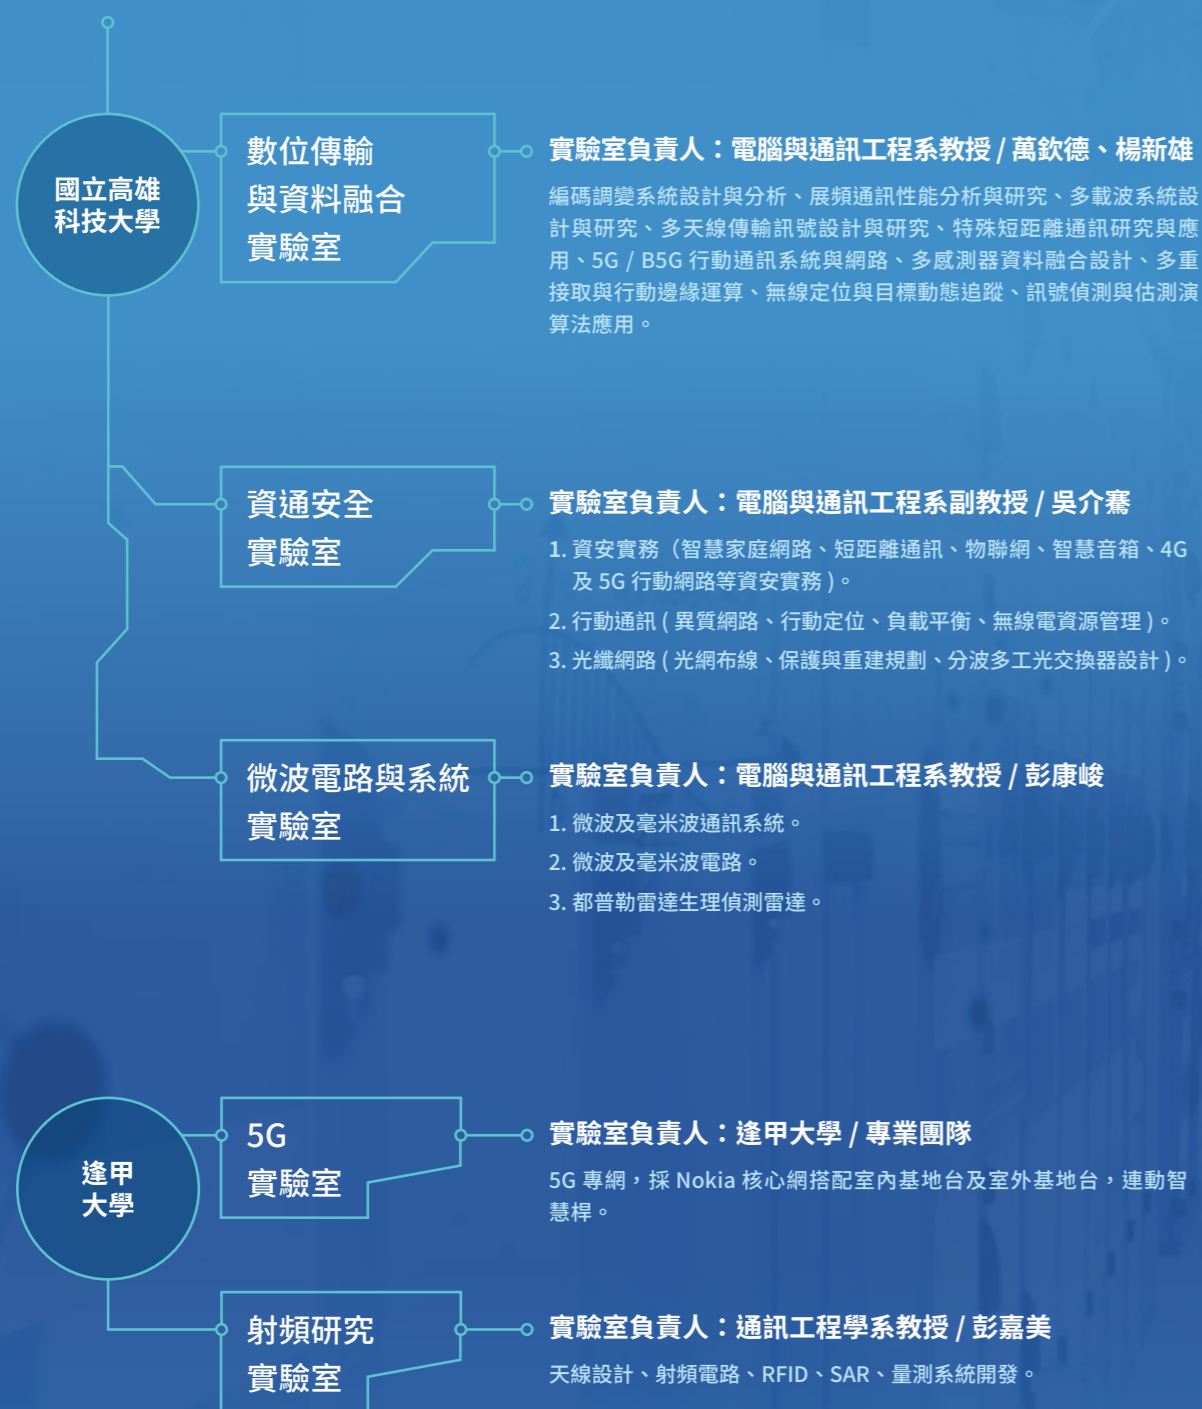 國立高雄
科技大學
數位傳輸
與資料融合
實驗室
實驗室負責人：電腦與通訊工程系教授 / 萬欽德、楊新雄
編碼調變系統設計與分析、展頻通訊性能分析與研究、多載波系統設
計與研究、多天線傳輸訊號設計與研究、特殊短距離通訊研究與應
用、5G / B5G 行動通訊系統與網路、多感測器資料融合設計、多重
接取與行動邊緣運算、無線定位與目標動態追蹤、訊號偵測與估測演
算法應用。
資通安全
實驗室
實驗室負責人：電腦與通訊工程系副教授 / 吳介騫
1. 資安實務（智慧家庭網路、短距離通訊、物聯網、智慧音箱、4G
及 5G 行動網路等資安實務 )。
2. 行動通訊 ( 異質網路、行動定位、負載平衡、無線電資源管理 )。
3. 光纖網路 ( 光網布線、保護與重建規劃、分波多工光交換器設計 )。
微波電路與系統
實驗室
實驗室負責人：電腦與通訊工程系教授 / 彭康峻
1. 微波及毫米波通訊系統。
2. 微波及毫米波電路。
3. 都普勒雷達生理偵測雷達。
逢甲
大學
5G
實驗室
實驗室負責人：逢甲大學 / 專業團隊
5G 專網，採 Nokia 核心網搭配室內基地台及室外基地台，連動智
慧桿。
射頻研究
實驗室
實驗室負責人：通訊工程學系教授 / 彭嘉美
天線設計、射頻電路、RFID、SAR、量測系統開發。